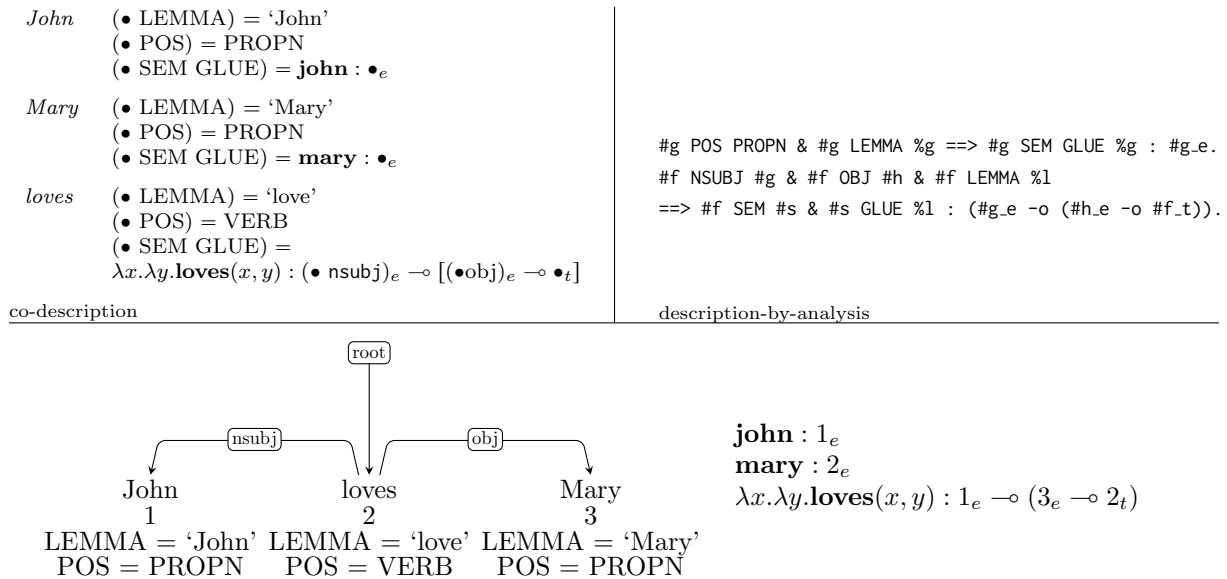 John (• LEMMA) = ‘John’
(• POS) = PROPN
(• SEM GLUE) = john : •ₑ
Mary (• LEMMA) = ‘Mary’
(• POS) = PROPN
(• SEM GLUE) = mary : •ₑ
loves (• LEMMA) = ‘love’
(• POS) = VERB
(• SEM GLUE) =
λx.λy.loves(x, y) : (• nsubj)ₑ ⊸ [(•obj)ₑ ⊸ •ₜ]
co-description
#g POS PROPN & #g LEMMA %g ==> #g SEM GLUE %g : #g_e.
#f NSUBJ #g & #f OBJ #h & #f LEMMA %l
==> #f SEM #s & #s GLUE %l : (#g_e -o (#h_e -o #f_t)).
description-by-analysis
root
nsubj obj
John loves Mary
1 2 3
LEMMA = ‘John’ LEMMA = ‘love’ LEMMA = ‘Mary’
POS = PROPN POS = VERB POS = PROPN
john : 1ₑ
mary : 2ₑ
λx.λy.loves(x, y) : 1ₑ ⊸ (3ₑ ⊸ 2ₜ)